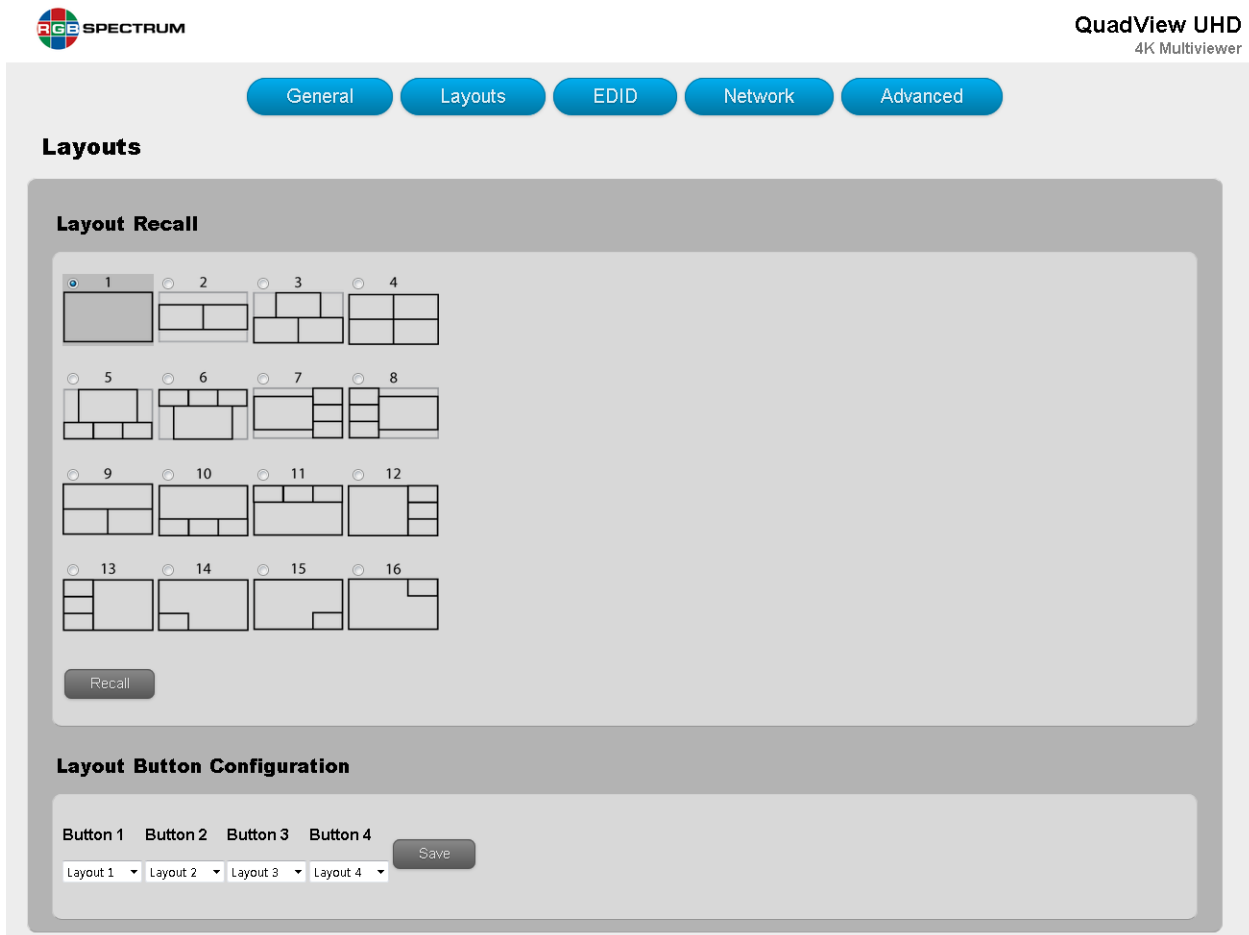 RGB SPECTRUM
QuadView UHD
4K Multiviewer
General Layouts EDID Network Advanced
Layouts
Layout Recall
1 2 3 4
5 6 7 8
9 10 11 12
13 14 15 16
Recall
Layout Button Configuration
Button 1 Button 2 Button 3 Button 4
Save
Layout 1 Layout 2 Layout 3 Layout 4